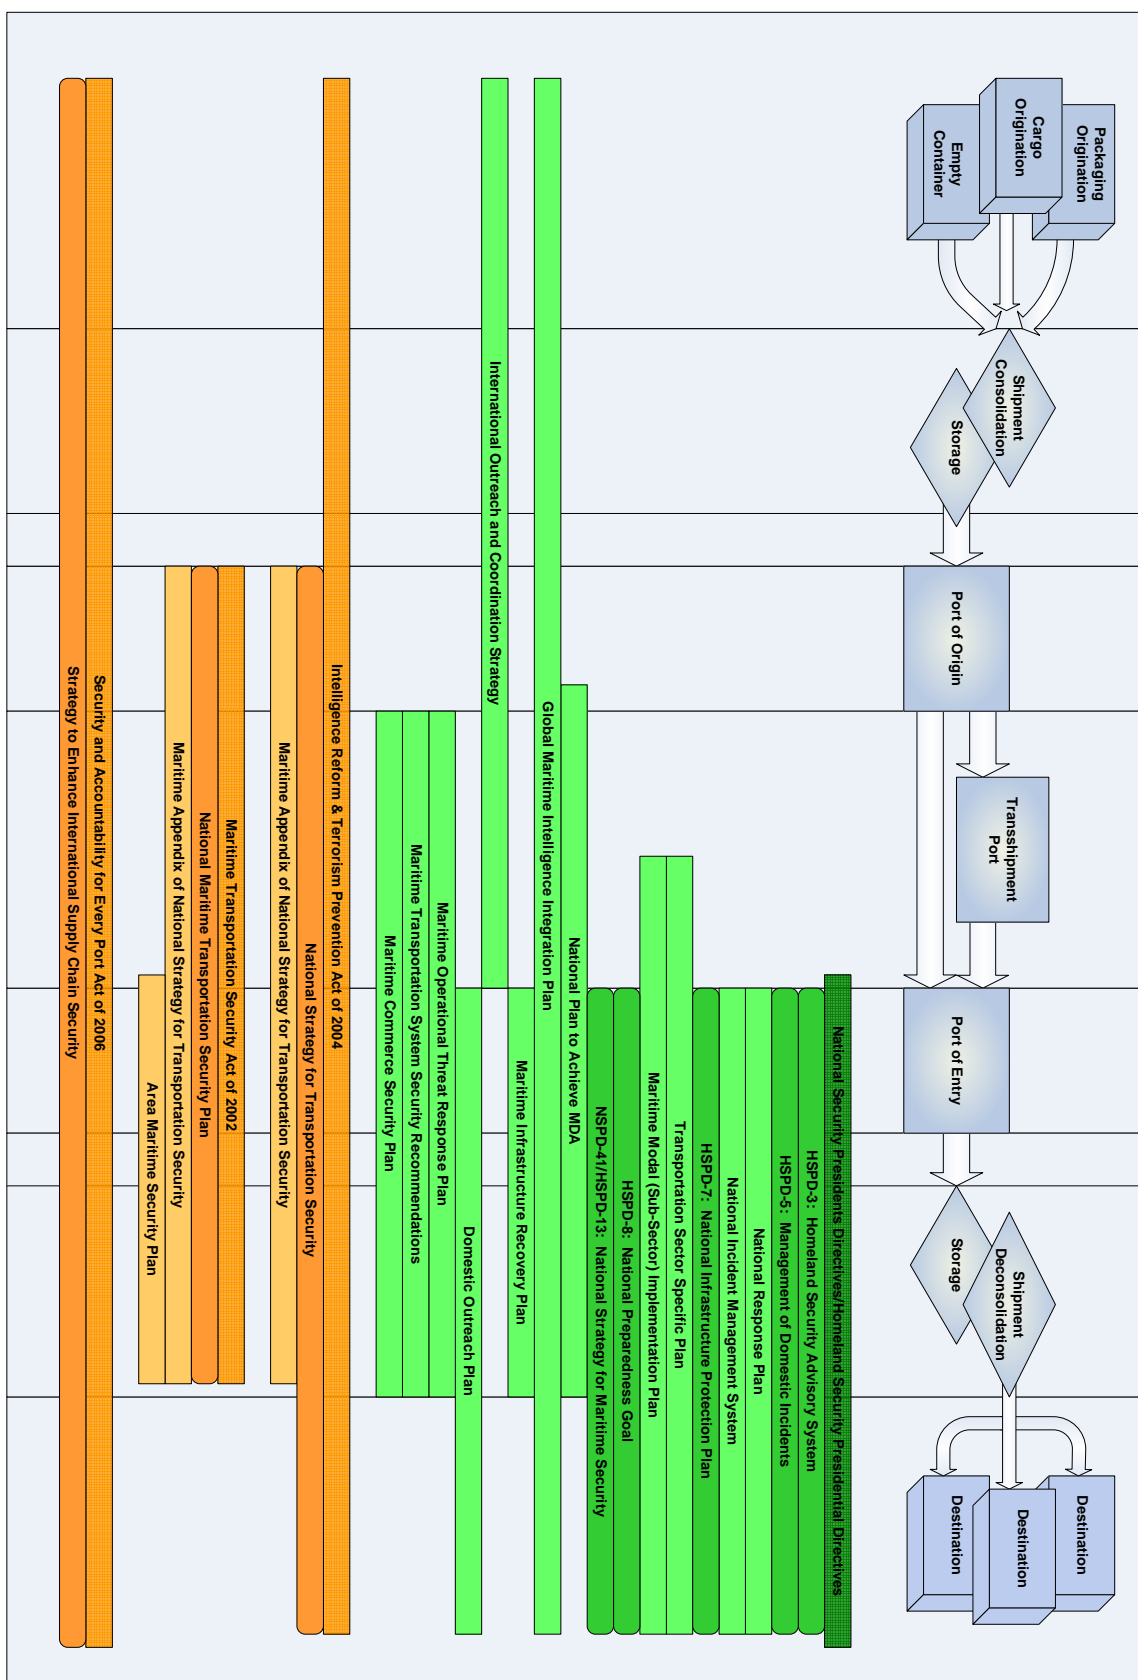 Packaging
Origination
Cargo
Origination
Empty
Container
Shipment
Consolidation
Storage
Port of Origin
Transshipment
Port
Port of Entry
Storage
Shipment
Deconsolidation
Destination
Destination
Destination
National Security Presidents Directives/Homeland Security Presidential Directives
HSPD-3: Homeland Security Advisory System
HSPD-5: Management of Domestic Incidents
National Response Plan
National Incident Management System
HSPD-7: National Infrastructure Protection Plan
Transportation Sector Specific Plan
Maritime Modal (Sub-Sector) Implementation Plan
HSPD-8: National Preparedness Goal
NSPD-41/HSPD-13: National Strategy for Maritime Security
National Plan to Achieve MDA
Global Maritime Intelligence Integration Plan
Maritime Infrastructure Recovery Plan
International Outreach and Coordination Strategy
Domestic Outreach Plan
Maritime Operational Threat Response Plan
Maritime Transportation System Security Recommendations
Maritime Commerce Security Plan
Intelligence Reform & Terrorism Prevention Act of 2004
National Strategy for Transportation Security
Maritime Appendix of National Strategy for Transportation Security
Maritime Transportation Security Act of 2002
National Maritime Transportation Security Plan
Maritime Appendix of National Strategy for Transportation Security
Area Maritime Security Plan
Security and Accountability for Every Port Act of 2006
Strategy to Enhance International Supply Chain Security